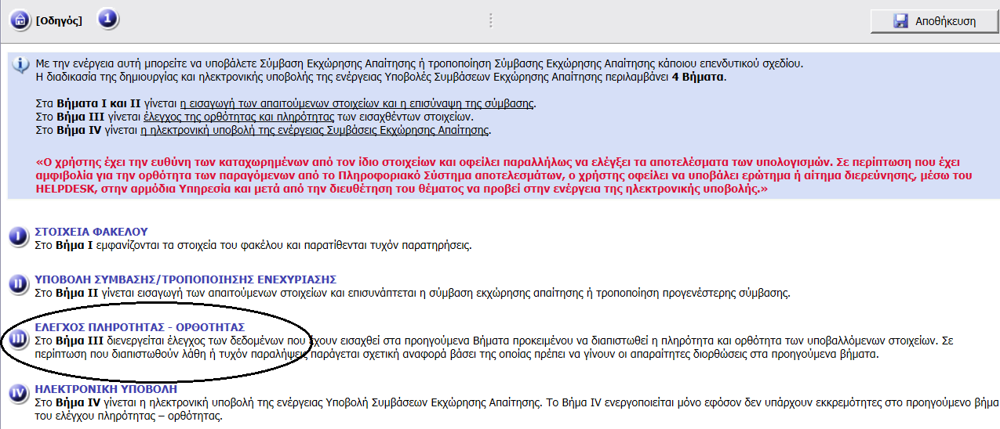 [Οδηγός] 1 Αποθήκευση
Με την ενέργεια αυτή μπορείτε να υποβάλετε Σύμβαση Εκχώρησης Απαίτησης ή τροποποίηση Σύμβασης Εκχώρησης Απαίτησης κάποιου επενδυτικού σχεδίου.
Η διαδικασία της δημιουργίας και ηλεκτρονικής υποβολής της ενέργειας Υποβολές Συμβάσεων Εκχώρησης Απαίτησης περιλαμβάνει 4 Βήματα.
Στα Βήματα I και II γίνεται η εισαγωγή των απαιτούμενων στοιχείων και η επισύναψη της σύμβασης.
Στο Βήμα III γίνεται έλεγχος της ορθότητας και πληρότητας των εισαχθέντων στοιχείων.
Στο Βήμα IV γίνεται η ηλεκτρονική υποβολή της ενέργειας Συμβάσεις Εκχώρησης Απαίτησης.
«Ο χρήστης έχει την ευθύνη των καταχωρημένων από τον ίδιο στοιχείων και οφείλει παραλλήλως να ελέγξει τα αποτελέσματα των υπολογισμών. Σε περίπτωση που έχει
αμφιβολία για την ορθότητα των παραγόμενων από το Πληροφοριακό Σύστημα αποτελεσμάτων, ο χρήστης οφείλει να υποβάλει ερώτημα ή αίτημα διερεύνησης, μέσω του
HELPDESK, στην αρμόδια Υπηρεσία και μετά από την διευθέτηση του θέματος να προβεί στην ενέργεια της ηλεκτρονικής υποβολής.»
I ΣΤΟΙΧΕΙΑ ΦΑΚΕΛΟΥ
Στο Βήμα I εμφανίζονται τα στοιχεία του φακέλου και παρατίθενται τυχόν παρατηρήσεις.
II ΥΠΟΒΟΛΗ ΣΥΜΒΑΣΗΣ/ΤΡΟΠΟΠΟΙΗΣΗΣ ΕΝΕΧΥΡΙΑΣΗΣ
Στο Βήμα II γίνεται εισαγωγή των απαιτούμενων στοιχείων και επισυνάπτεται η σύμβαση εκχώρησης απαίτησης ή τροποποίηση προγενέστερης σύμβασης.
III ΕΛΕΓΧΟΣ ΠΛΗΡΟΤΗΤΑΣ - ΟΡΘΟΤΗΤΑΣ
Στο Βήμα III διενεργείται έλεγχος των δεδομένων που έχουν εισαχθεί στα προηγούμενα Βήματα προκειμένου να διαπιστωθεί η πληρότητα και ορθότητα των υποβαλλόμενων στοιχείων. Σε
περίπτωση που διαπιστωθούν λάθη ή τυχόν παραλήψεις παράγεται σχετική αναφορά βάσει της οποίας πρέπει να γίνουν οι απαραίτητες διορθώσεις στα προηγούμενα βήματα.
IV ΗΛΕΚΤΡΟΝΙΚΗ ΥΠΟΒΟΛΗ
Στο Βήμα IV γίνεται η ηλεκτρονική υποβολή της ενέργειας Υποβολή Συμβάσεων Εκχώρησης Απαίτησης. Το Βήμα IV ενεργοποιείται μόνο εφόσον δεν υπάρχουν εκκρεμότητες στο προηγούμενο βήμα
του ελέγχου πληρότητας – ορθότητας.